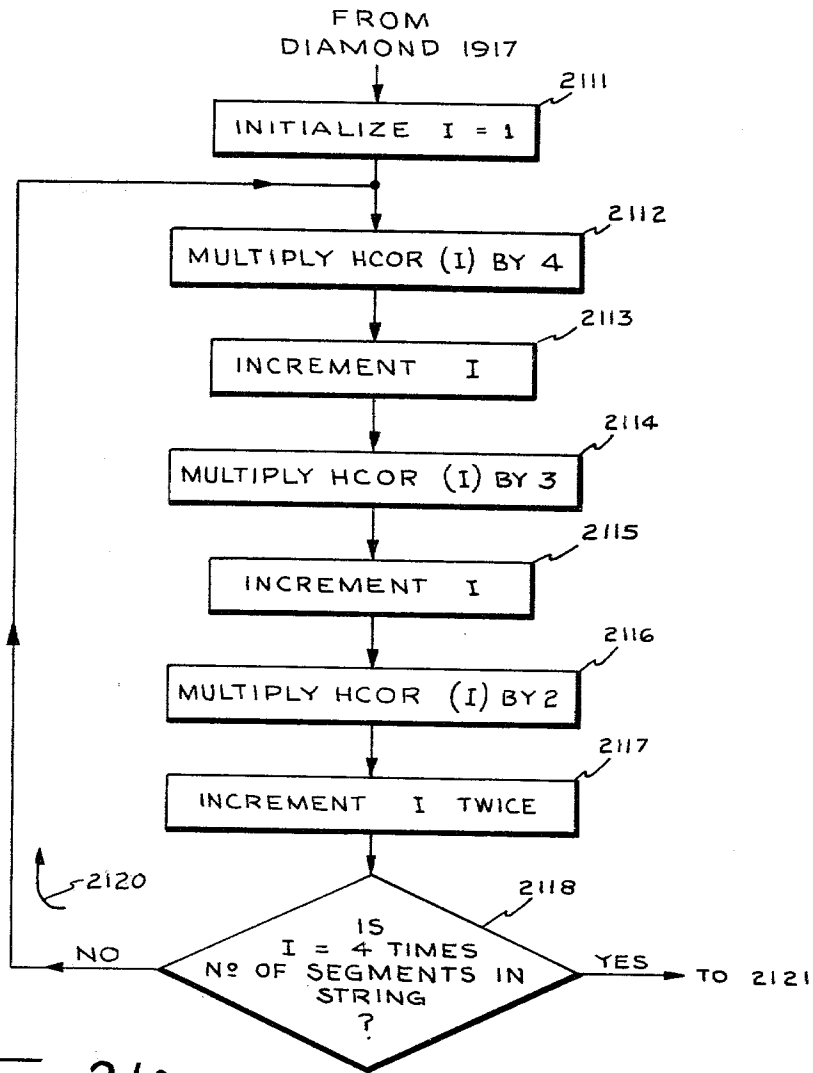 FROM
DIAMOND 1917
2111
INITIALIZE I = 1
2112
MULTIPLY HCOR (I) BY 4
2113
INCREMENT I
2114
MULTIPLY HCOR (I) BY 3
2115
INCREMENT I
2116
MULTIPLY HCOR (I) BY 2
2117
INCREMENT I TWICE
2120
2118
IS
I = 4 TIMES
Nº OF SEGMENTS IN
STRING
?
NO
YES
TO 2121